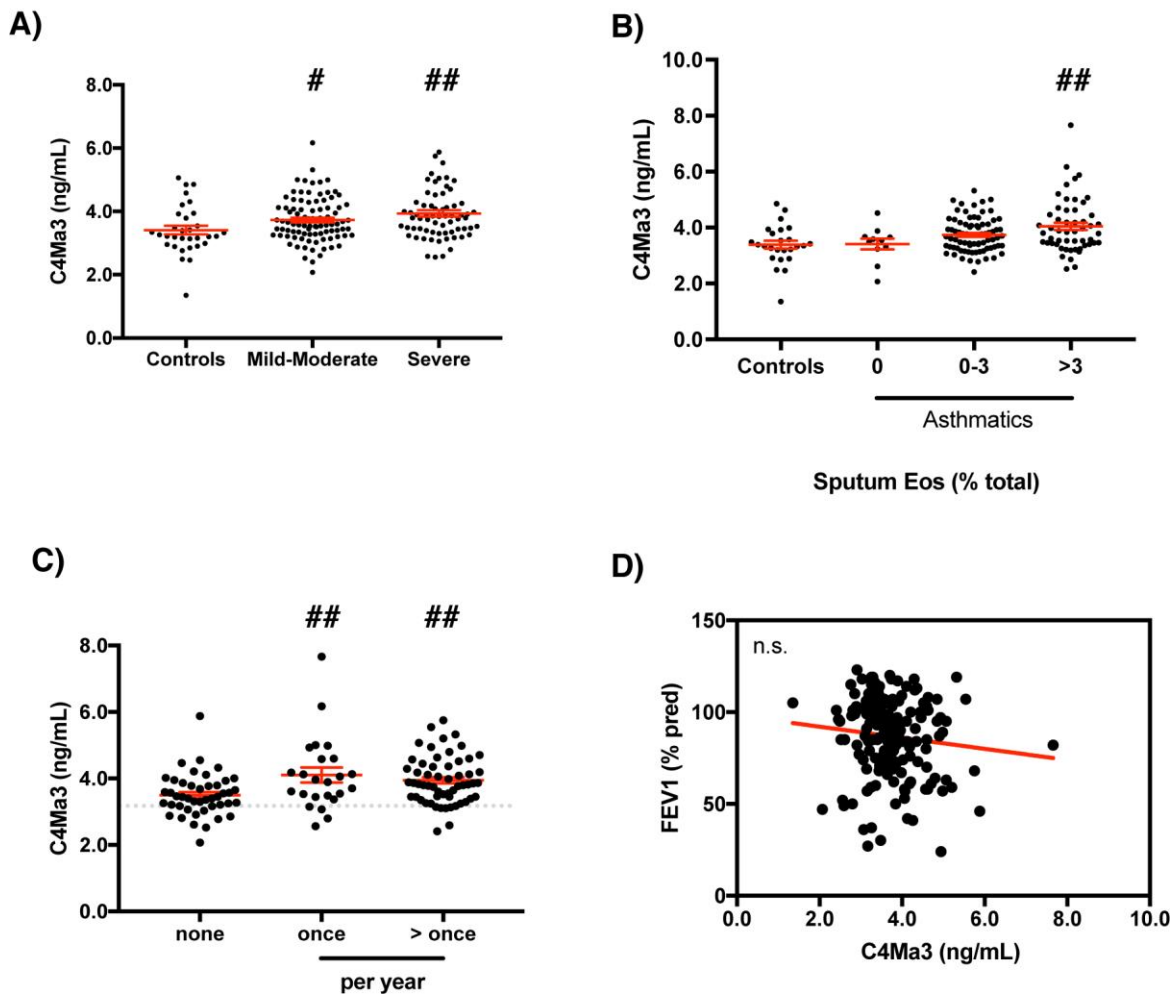 A)
#
##
8.0
6.0
4.0
2.0
0.0
C4Ma3 (ng/mL)
Controls Mild-Moderate Severe
B)
##
10.0
8.0
6.0
4.0
2.0
0.0
C4Ma3 (ng/mL)
Controls 0 0-3 >3
Asthmatics
Sputum Eos (% total)
C)
## ##
8.0
6.0
4.0
2.0
0.0
C4Ma3 (ng/mL)
none once > once
per year
D)
n.s.
150
100
50
0
FEV1 (% pred)
0.0 2.0 4.0 6.0 8.0 10.0
C4Ma3 (ng/mL)